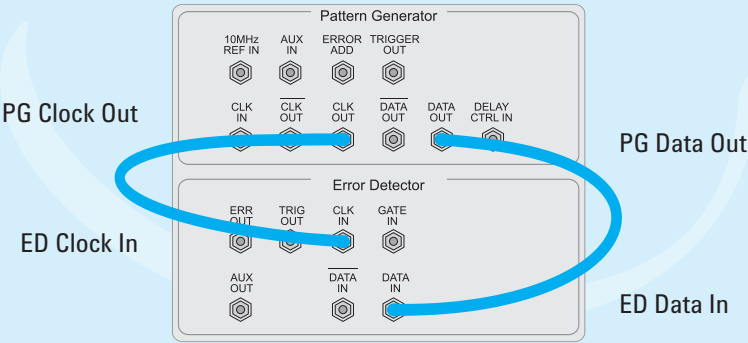 Pattern Generator
10MHz AUX ERROR TRIGGER
REF IN IN ADD OUT
PG Clock Out
CLK CLK CLK DATA DATA DELAY
IN OUT OUT OUT OUT CTRL IN
PG Data Out
Error Detector
ERR TRIG CLK GATE
OUT OUT IN IN
ED Clock In
AUX DATA DATA
OUT IN IN
ED Data In